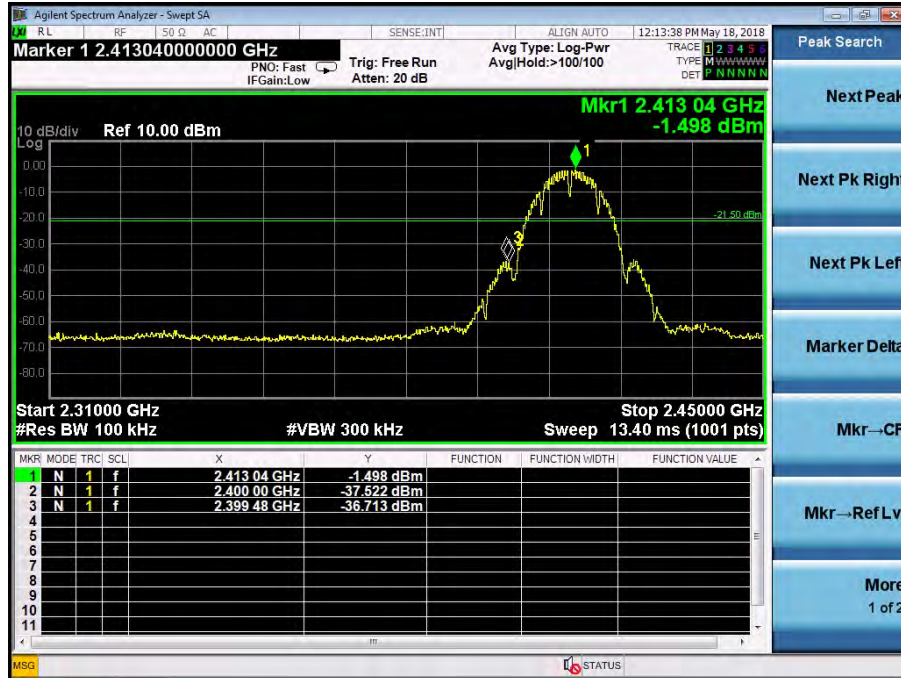 Agilent Spectrum Analyzer - Swept SA
RL RF 50 Ω AC SENSE:INT ALIGN AUTO 12:13:38 PM May 18, 2018
Marker 1 2.413040000000 GHz
PNO: Fast
IFGain:Low
Trig: Free Run
Atten: 20 dB
Avg Type: Log-Pwr
Avg|Hold:>100/100
TRACE 1 2 3 4 5 6
TYPE M WWWWW
DET P N N N N N
Peak Search
Next Peak
Next Pk Right
Next Pk Left
Marker Delta
Mkr→CF
Mkr→Ref Lv
More
1 of 2
Mkr1 2.413 04 GHz
-1.498 dBm
10 dB/div Ref 10.00 dBm
Log
0.00
-10.0
-20.0
-30.0
-40.0
-50.0
-60.0
-70.0
-80.0
1
3
-21.50 dBm
Start 2.31000 GHz Stop 2.45000 GHz
#Res BW 100 kHz #VBW 300 kHz Sweep 13.40 ms (1001 pts)
MKR MODE TRC SCL X Y FUNCTION FUNCTION WIDTH FUNCTION VALUE
1 N 1 f 2.413 04 GHz -1.498 dBm
2 N 1 f 2.400 00 GHz -37.522 dBm
3 N 1 f 2.399 48 GHz -36.713 dBm
4
5
6
7
8
9
10
11
MSG STATUS